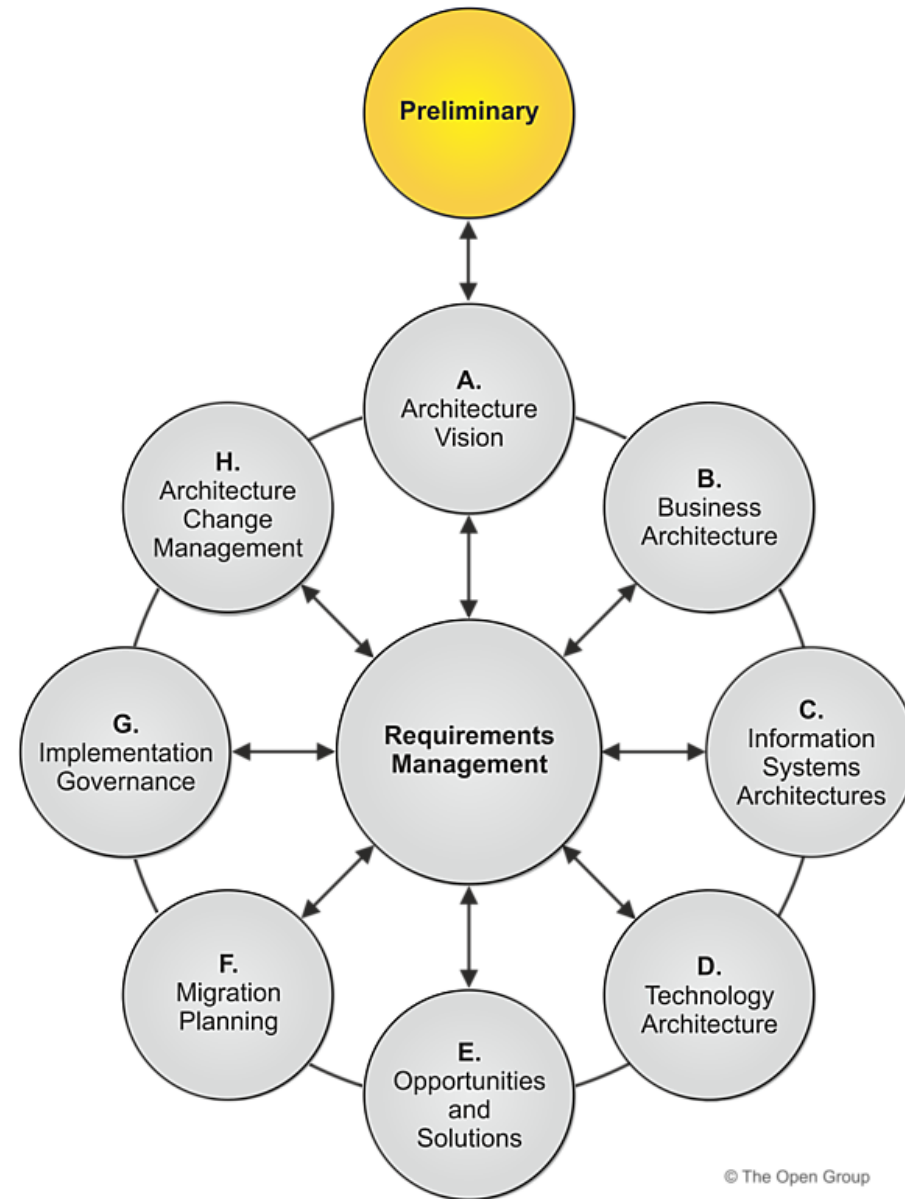 Preliminary
A.
Architecture
Vision
B.
Business
Architecture
C.
Information
Systems
Architectures
D.
Technology
Architecture
E.
Opportunities
and
Solutions
F.
Migration
Planning
G.
Implementation
Governance
H.
Architecture
Change
Management
Requirements
Management
© The Open Group